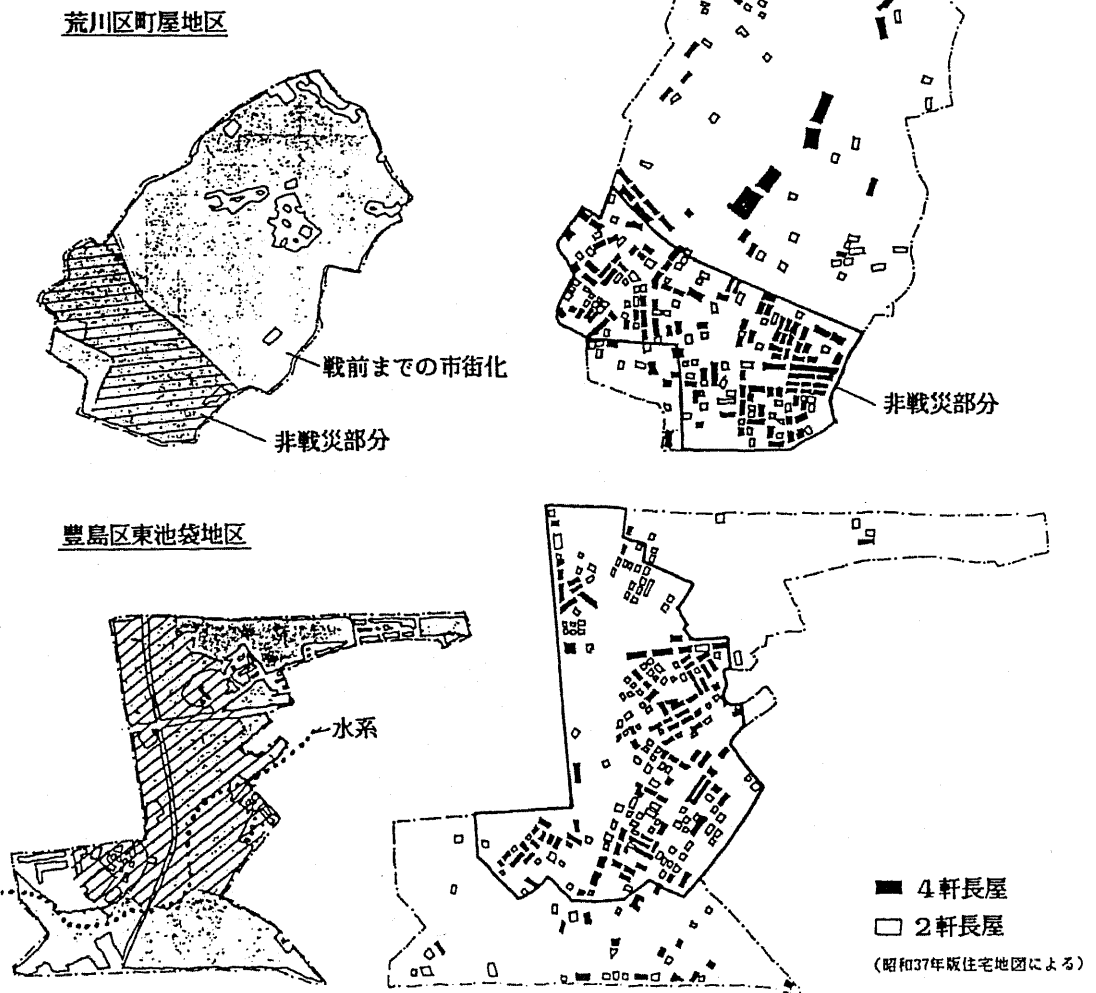 荒川区町屋地区
戦前までの市街化
非戦災部分
非戦災部分
豊島区東池袋地区
水系
4軒長屋
2軒長屋
(昭和37年版住宅地図による)